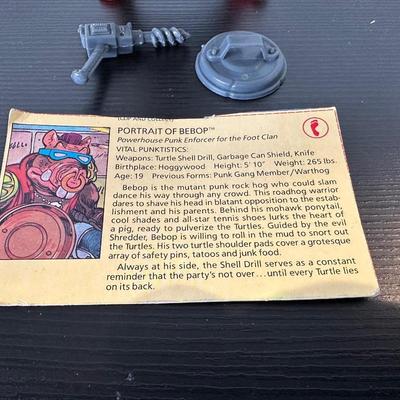 (CLIP AND COLLECT)
PORTRAIT OF BEBOP™
Powerhouse Punk Enforcer for the Foot Clan
VITAL PUNKTISTICS:
Weapons: Turtle Shell Drill, Garbage Can Shield, Knife
Birthplace: Hoggywood Height: 5' 10" Weight: 265 lbs.
Age: 19 Previous Forms: Punk Gang Member/Warthog
Bebop is the mutant punk rock hog who could slam
dance his way through any crowd. This roadhog warrior
dares to share his head in blatant opposition to the estab-
lishment and his parents. Behind his mohawk ponytail,
cool shades and all-star tennis shoes lurks the heart of
a pig, ready to pulverize the Turtles. Guided by the evil
Shredder, Bebop is willing to roll in the mud to snort out
the Turtles. His two turtle shoulder pads cover a grotesque
array of safety pins, tatoos and junk food.
Always at his side, the Shell Drill serves as a constant
reminder that the party's not over...until every Turtle lies
on its back.